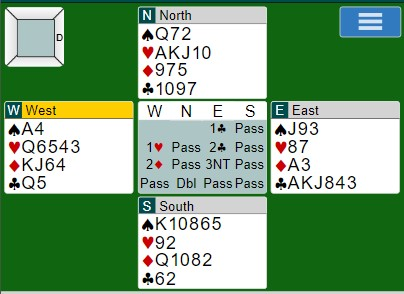 N North
♠Q72
♥AKJ10
♦975
♣1097
D
W West
♠A4
♥Q6543
♦KJ64
♣Q5
W N E S
1♣ Pass
1♥ Pass 2♣ Pass
2♦ Pass 3NT Pass
Pass Dbl Pass Pass
E East
♠J93
♥87
♦A3
♣AKJ843
S South
♠K10865
♥92
♦Q1082
♣62